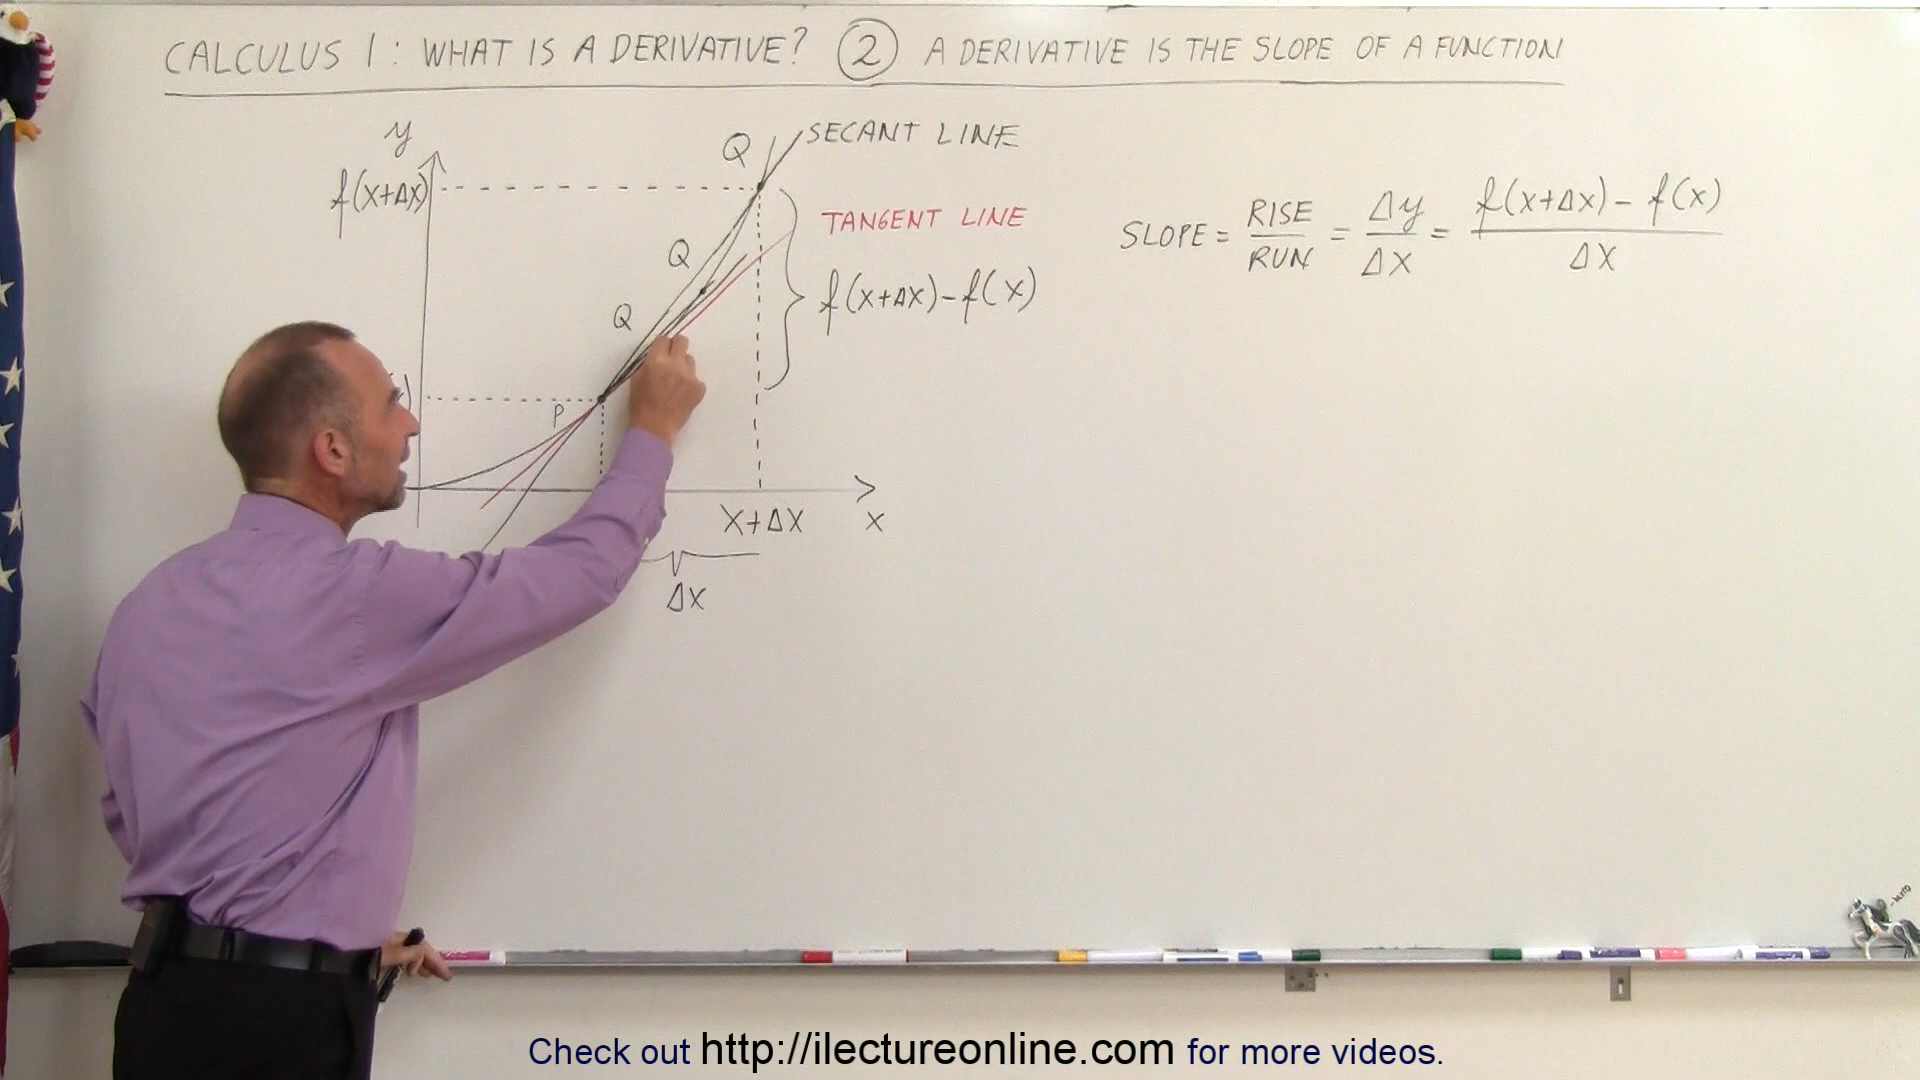 CALCULUS 1: WHAT IS A DERIVATIVE? ② A DERIVATIVE IS THE SLOPE OF A FUNCTION
y
Q
SECANT LINE
f(x+Δx)
TANGENT LINE
Q
f(x+Δx)-f(x)
Q
)
P
x+Δx
x
Δx
SLOPE = RISE/RUN = Δy/Δx = f(x+Δx)-f(x)/Δx
Check out http://ilectureonline.com for more videos.